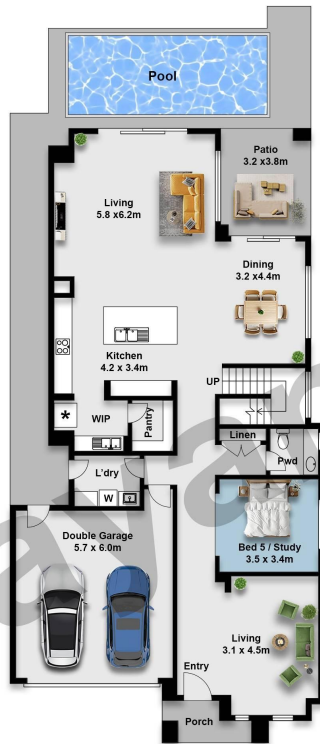 Pool
Patio
3.2 x3.8m
Living
5.8 x6.2m
Dining
3.2 x4.4m
Kitchen
4.2 x 3.4m
UP
*
WIP
Pantry
Linen
Pwd
L'dry
W
Double Garage
5.7 x 6.0m
Bed 5 / Study
3.5 x 3.4m
Living
3.1 x 4.5m
Entry
Porch